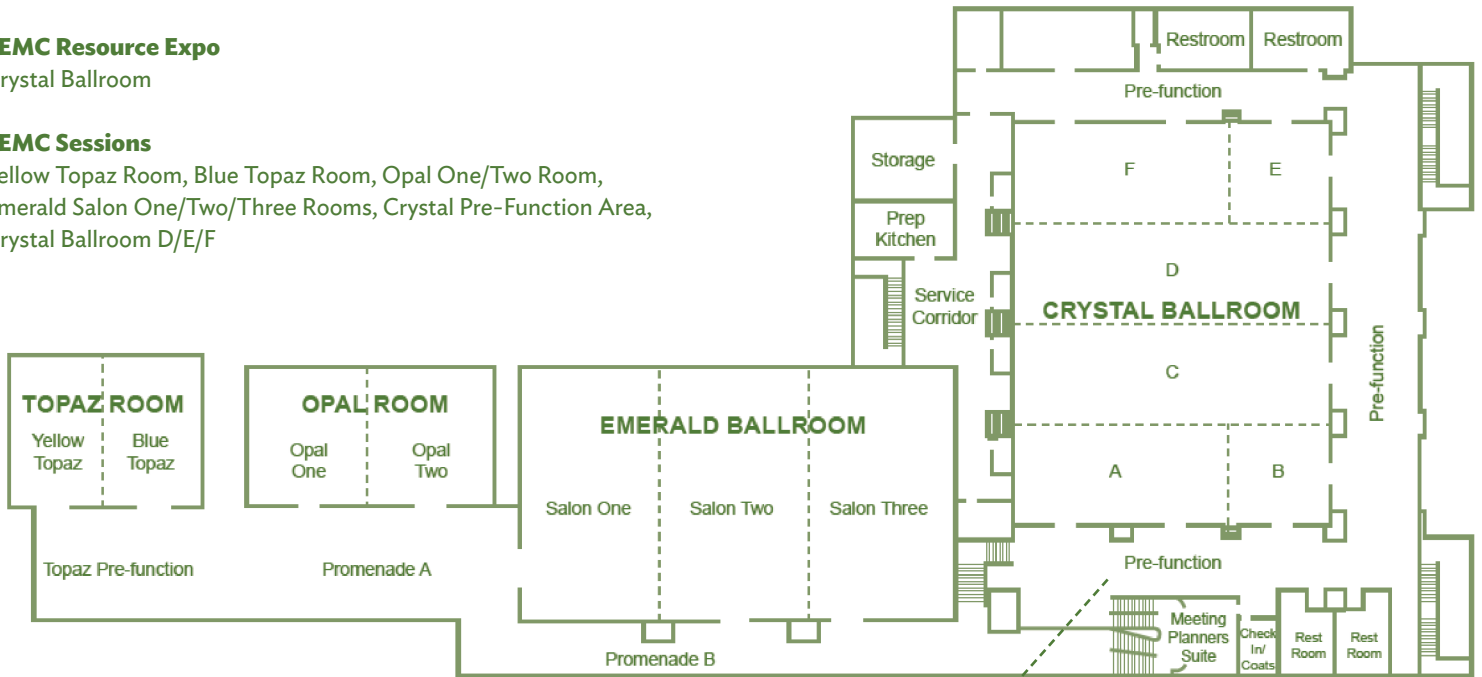 EMC Resource Expo
rystal Ballroom
EMC Sessions
ellow Topaz Room, Blue Topaz Room, Opal One/Two Room,
merald Salon One/Two/Three Rooms, Crystal Pre-Function Area,
rystal Ballroom D/E/F
Restroom
Restroom
Pre-function
Storage
F
E
Prep
Kitchen
D
Service
Corridor
CRYSTAL BALLROOM
C
Pre-function
TOPAZ ROOM
Yellow
Topaz
Blue
Topaz
OPAL ROOM
Opal
One
Opal
Two
EMERALD BALLROOM
A
B
Salon One
Salon Two
Salon Three
Topaz Pre-function
Promenade A
Pre-function
Promenade B
Meeting
Planners
Suite
Check
In/
Coats
Rest
Room
Rest
Room